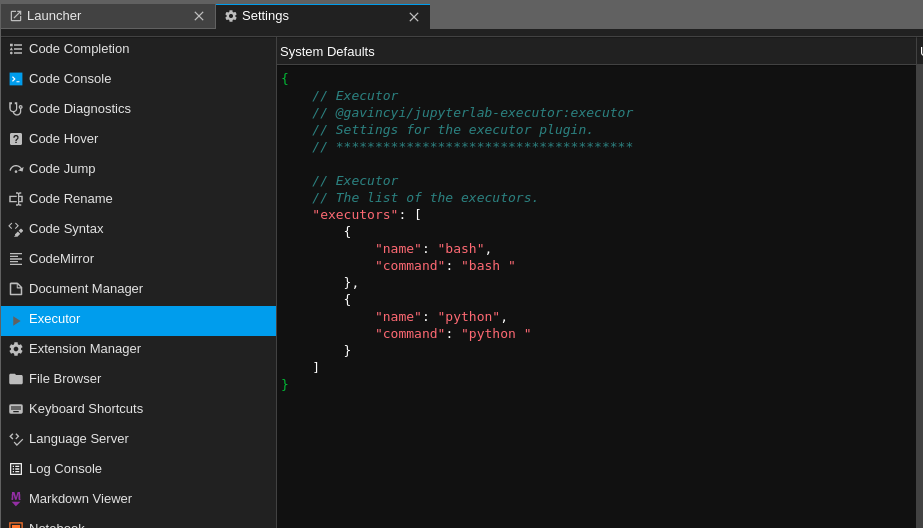 Launcher
Settings
Code Completion
Code Console
Code Diagnostics
Code Hover
Code Jump
Code Rename
Code Syntax
CodeMirror
Document Manager
Executor
Extension Manager
File Browser
Keyboard Shortcuts
Language Server
Log Console
Markdown Viewer
Notebook
System Defaults
{
// Executor
// @gavincyi/jupyterlab-executor:executor
// Settings for the executor plugin.
// **************************************
// Executor
// The list of the executors.
"executors": [
{
"name": "bash",
"command": "bash "
},
{
"name": "python",
"command": "python "
}
]
}